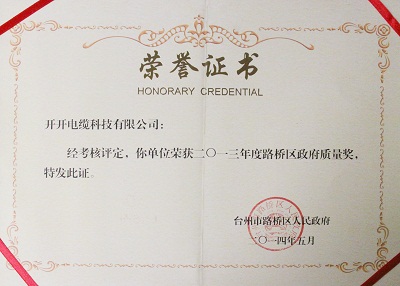 荣誉证书
HONORARY CREDENTIAL
开开电缆科技有限公司：
经考核评定，你单位荣获二〇一三年度路桥区政府质量奖，
特发此证。
台州市路桥区人民政府
二〇一四年五月